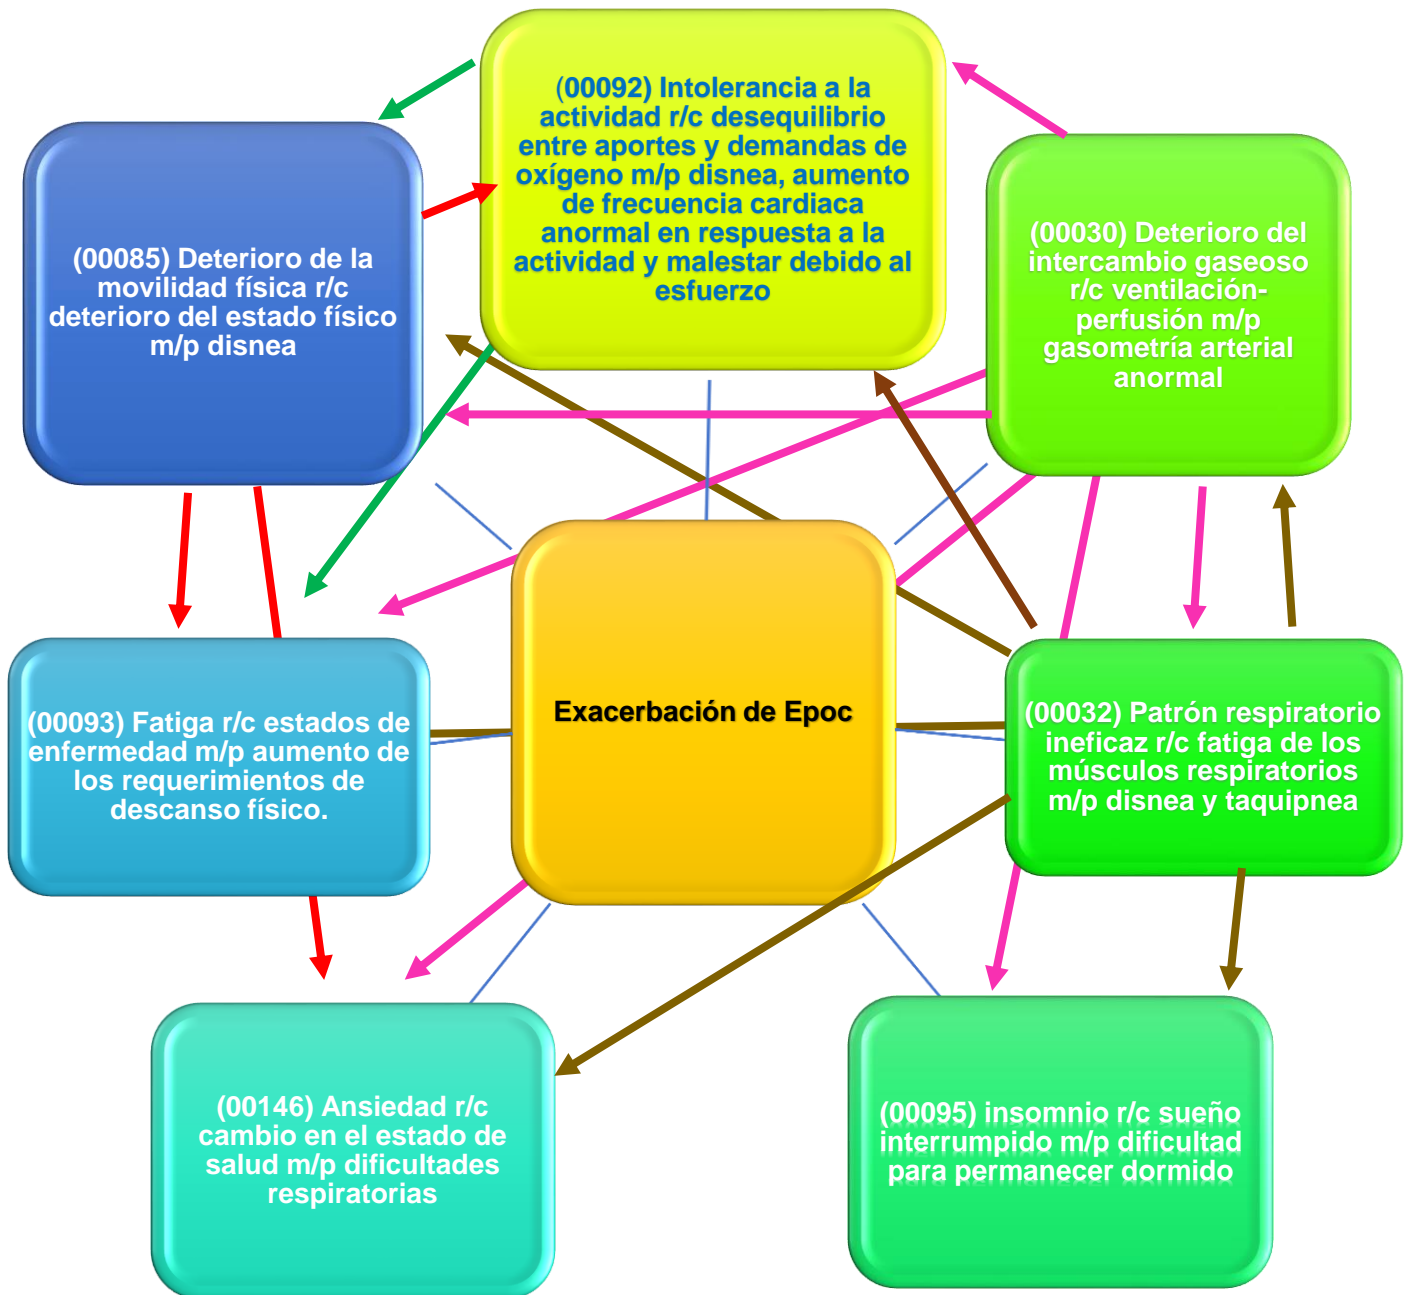 (00092) Intolerancia a la
actividad r/c desequilibrio
entre aportes y demandas de
oxígeno m/p disnea, aumento
de frecuencia cardiaca
anormal en respuesta a la
actividad y malestar debido al
esfuerzo
(00085) Deterioro de la
movilidad física r/c
deterioro del estado físico
m/p disnea
(00030) Deterioro del
intercambio gaseoso
r/c ventilación-
perfusión m/p
gasometría arterial
anormal
Exacerbación de Epoc
(00093) Fatiga r/c estados de
enfermedad m/p aumento de
los requerimientos de
descanso físico.
(00032) Patrón respiratorio
ineficaz r/c fatiga de los
músculos respiratorios
m/p disnea y taquipnea
(00146) Ansiedad r/c
cambio en el estado de
salud m/p dificultades
respiratorias
(00095) insomnio r/c sueño
interrumpido m/p dificultad
para permanecer dormido